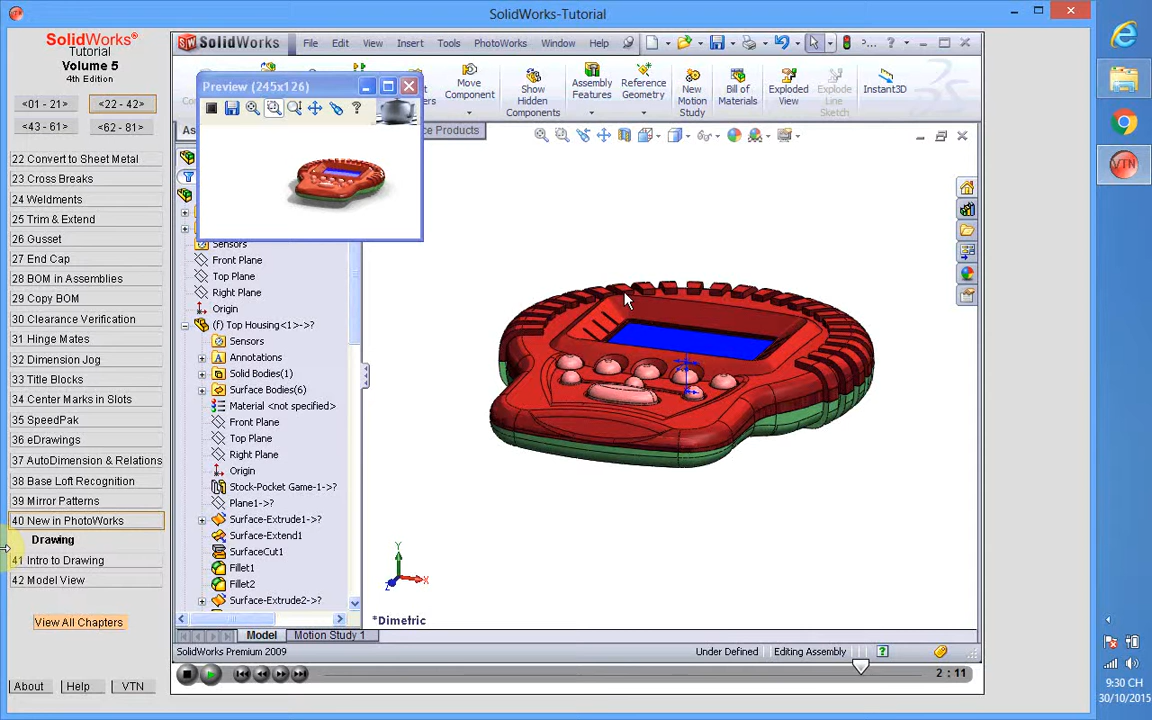 SolidWorks-Tutorial
SolidWorks®
Tutorial
Volume 5
4th Edition
<01 - 21>
<22 - 42>
<43 - 61>
<62 - 81>
22 Convert to Sheet Metal
23 Cross Breaks
24 Weldments
25 Trim & Extend
26 Gusset
27 End Cap
28 BOM in Assemblies
29 Copy BOM
30 Clearance Verification
31 Hinge Mates
32 Dimension Jog
33 Title Blocks
34 Center Marks in Slots
35 SpeedPak
36 eDrawings
37 AutoDimension & Relations
38 Base Loft Recognition
39 Mirror Patterns
40 New in PhotoWorks
Drawing
41 Intro to Drawing
42 Model View
View All Chapters
About
Help
VTN
SolidWorks
File
Edit
View
Insert
Tools
PhotoWorks
Window
Help
Move
Component
Show
Hidden
Components
Assembly
Features
Reference
Geometry
New
Motion
Study
Bill of
Materials
Exploded
View
Explode
Line
Sketch
Instant3D
ce Products
Preview (245x126)
Sensors
Front Plane
Top Plane
Right Plane
Origin
(f) Top Housing<1>->?
Sensors
Annotations
Solid Bodies(1)
Surface Bodies(6)
Material <not specified>
Front Plane
Top Plane
Right Plane
Origin
Stock-Pocket Game-1->?
Plane1->?
Surface-Extrude1->?
Surface-Extend1
SurfaceCut1
Fillet1
Fillet2
Surface-Extrude2->?
Y
X
Z
*Dimetric
Model
Motion Study 1
SolidWorks Premium 2009
Under Defined
Editing Assembly
2 : 11
VTN
9:30 CH
30/10/2015